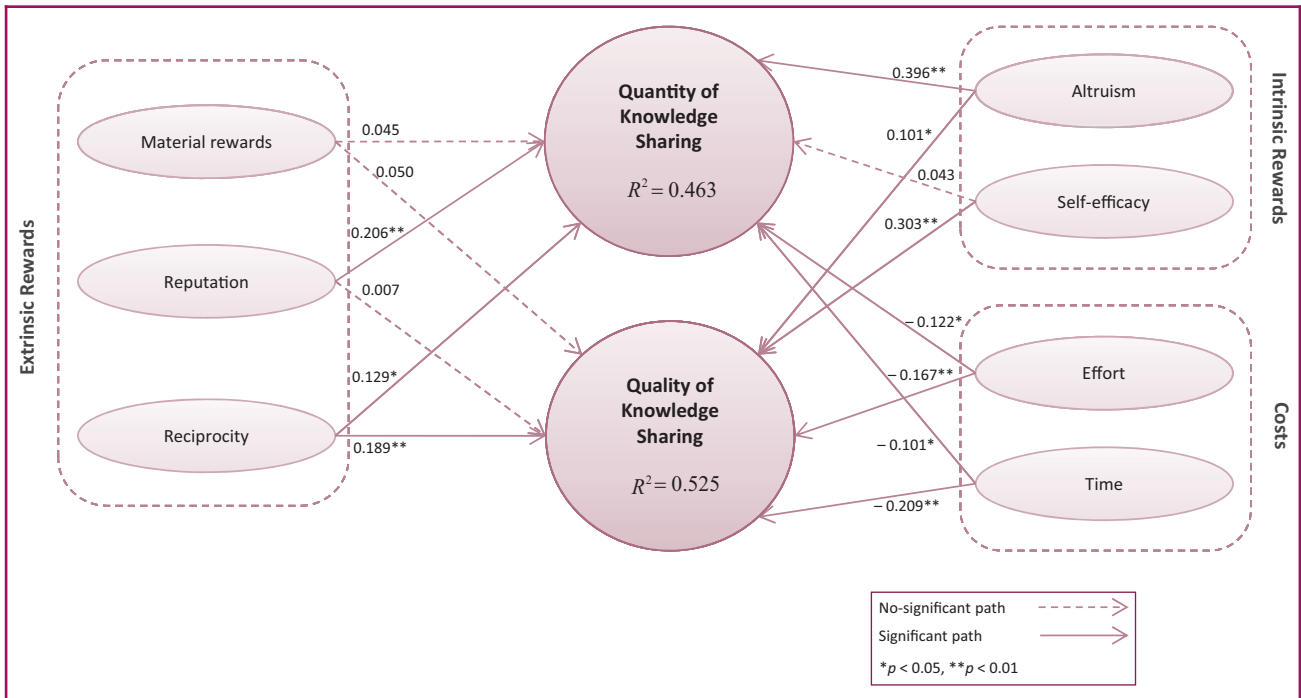 Extrinsic Rewards
Material rewards
Reputation
Reciprocity
0.045
0.050
0.206**
0.007
0.129*
0.189**
Quantity of
Knowledge
Sharing
R² = 0.463
Quality of
Knowledge
Sharing
R² = 0.525
0.396**
0.101*
0.043
0.303**
– 0.122*
– 0.167**
– 0.101*
– 0.209**
Altruism
Self-efficacy
Intrinsic Rewards
Effort
Time
Costs
No-significant path
Significant path
*p < 0.05, **p < 0.01